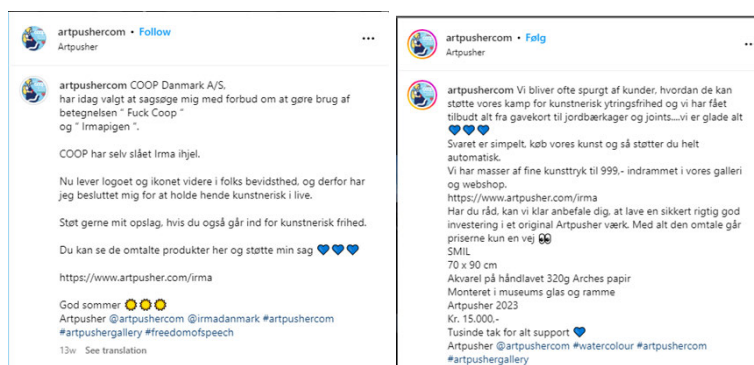 artpushercom • Follow
Artpusher
...
artpushercom COOP Danmark A/S,
har idag valgt at sagsøge mig med forbud om at gøre brug af
betegnelsen " Fuck Coop "
og " Irmapigen ".
COOP har selv slået Irma ihjel.
Nu lever logoet og ikonet videre i folks bevidsthed, og derfor har
jeg besluttet mig for at holde hende kunstnerisk i live.
Støt gerne mit opslag, hvis du også går ind for kunstnerisk frihed.
Du kan se de omtalte produkter her og støtte min sag 💙💙💙
https://www.artpusher.com/irma
God sommer 🌞🌞🌞
Artpusher @artpushercom @irmadanmark #artpushercom
#artpushergallery #freedomofspeech
13w See translation
artpushercom • Følg
Artpusher
...
artpushercom Vi bliver ofte spurgt af kunder, hvordan de kan
støtte vores kamp for kunstnerisk ytringsfrihed og vi har fået
tilbudt alt fra gavekort til jordbærkager og joints....vi er glade alt
💙💙💙
Svaret er simpelt, køb vores kunst og så støtter du helt
automatisk.
Vi har masser af fine kunsttryk til 999,- indrammet i vores galleri
og webshop.
https://www.artpusher.com/irma
Har du råd, kan vi klar anbefale dig, at lave en sikkert rigtig god
investering i et original Artpusher værk. Med alt den omtale går
priserne kun en vej 👀
SMIL
70 x 90 cm
Akvarel på håndlavet 320g Arches papir
Monteret i museums glas og ramme
Artpusher 2023
Kr. 15.000.-
Tusinde tak for alt support 💙
Artpusher @artpushercom #watercolour #artpushercom
#artpushergallery